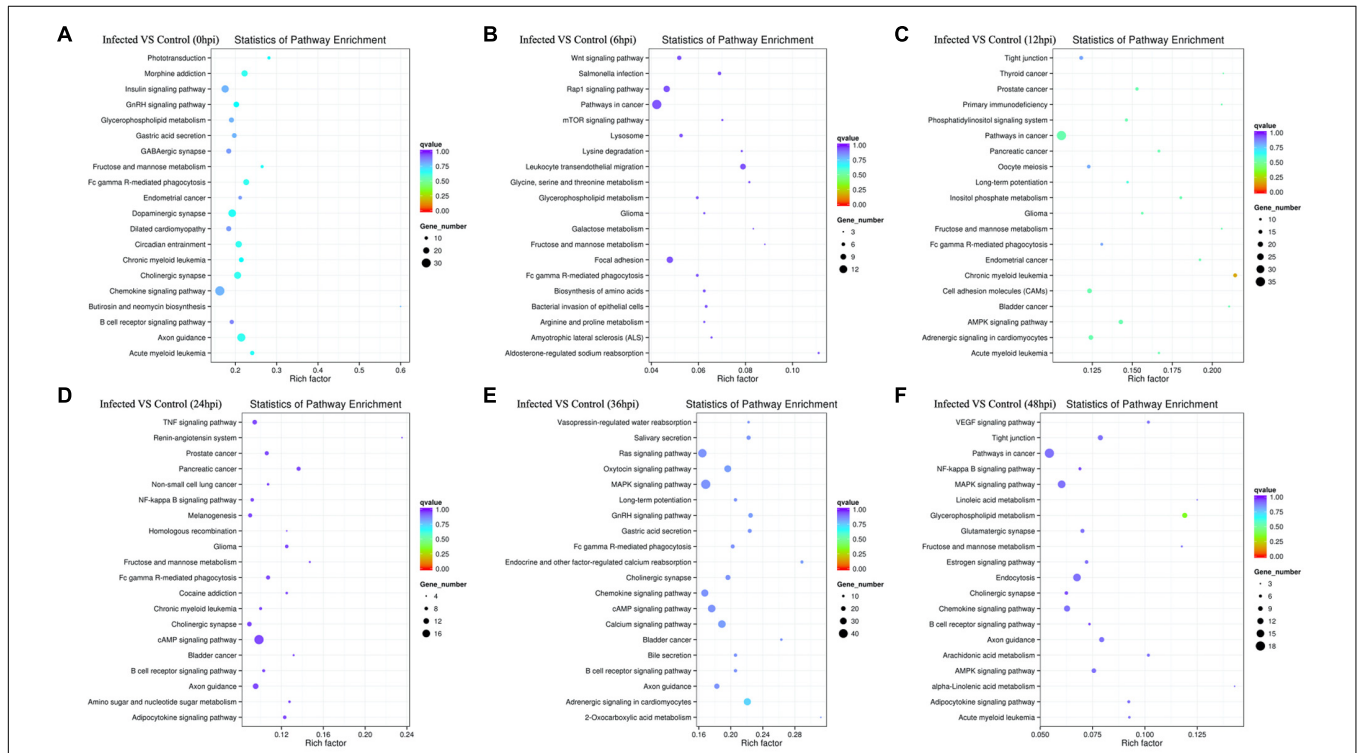 A
Infected VS Control (0hpi)
Statistics of Pathway Enrichment
Phototransduction
Morphine addiction
Insulin signaling pathway
GnRH signaling pathway
Glycerophospholipid metabolism
Gastric acid secretion
GABAergic synapse
Fructose and mannose metabolism
Fc gamma R-mediated phagocytosis
Endometrial cancer
Dopaminergic synapse
Dilated cardiomyopathy
Circadian entrainment
Chronic myeloid leukemia
Cholinergic synapse
Chemokine signaling pathway
Butirosin and neomycin biosynthesis
B cell receptor signaling pathway
Axon guidance
Acute myeloid leukemia
0.2 0.3 0.4 0.5 0.6
Rich factor
qvalue
1.00
0.75
0.50
0.25
0.00
Gene_number
10
20
30
B
Infected VS Control (6hpi)
Statistics of Pathway Enrichment
Wnt signaling pathway
Salmonella infection
Rap1 signaling pathway
Pathways in cancer
mTOR signaling pathway
Lysosome
Lysine degradation
Leukocyte transendothelial migration
Glycine, serine and threonine metabolism
Glycerophospholipid metabolism
Glioma
Galactose metabolism
Fructose and mannose metabolism
Focal adhesion
Fc gamma R-mediated phagocytosis
Biosynthesis of amino acids
Bacterial invasion of epithelial cells
Arginine and proline metabolism
Amyotrophic lateral sclerosis (ALS)
Aldosterone-regulated sodium reabsorption
0.04 0.06 0.08 0.10
Rich factor
qvalue
1.00
0.75
0.50
0.25
0.00
Gene_number
3
6
9
12
C
Infected VS Control (12hpi)
Statistics of Pathway Enrichment
Tight junction
Thyroid cancer
Prostate cancer
Primary immunodeficiency
Phosphatidylinositol signaling system
Pathways in cancer
Pancreatic cancer
Oocyte meiosis
Long-term potentiation
Inositol phosphate metabolism
Glioma
Fructose and mannose metabolism
Fc gamma R-mediated phagocytosis
Endometrial cancer
Chronic myeloid leukemia
Cell adhesion molecules (CAMs)
Bladder cancer
AMPK signaling pathway
Adrenergic signaling in cardiomyocytes
Acute myeloid leukemia
0.125 0.150 0.175 0.200
Rich factor
qvalue
1.00
0.75
0.50
0.25
0.00
Gene_number
10
15
20
25
30
35
D
Infected VS Control (24hpi)
Statistics of Pathway Enrichment
TNF signaling pathway
Renin-angiotensin system
Prostate cancer
Pancreatic cancer
Non-small cell lung cancer
NF-kappa B signaling pathway
Melanogenesis
Homologous recombination
Glioma
Fructose and mannose metabolism
Fc gamma R-mediated phagocytosis
Cocaine addiction
Chronic myeloid leukemia
Cholinergic synapse
cAMP signaling pathway
Bladder cancer
B cell receptor signaling pathway
Axon guidance
Amino sugar and nucleotide sugar metabolism
Adipocytokine signaling pathway
0.12 0.16 0.20 0.24
Rich factor
qvalue
1.00
0.75
0.50
0.25
0.00
Gene_number
4
8
12
16
E
Infected VS Control (36hpi)
Statistics of Pathway Enrichment
Vasopressin-regulated water reabsorption
Salivary secretion
Ras signaling pathway
Oxytocin signaling pathway
MAPK signaling pathway
Long-term potentiation
GnRH signaling pathway
Gastric acid secretion
Fc gamma R-mediated phagocytosis
Endocrine and other factor-regulated calcium reabsorption
Cholinergic synapse
Chemokine signaling pathway
cAMP signaling pathway
Calcium signaling pathway
Bladder cancer
Bile secretion
B cell receptor signaling pathway
Axon guidance
Adrenergic signaling in cardiomyocytes
2-Oxocarboxylic acid metabolism
0.16 0.20 0.24 0.28
Rich factor
qvalue
1.00
0.75
0.50
0.25
0.00
Gene_number
10
20
30
40
F
Infected VS Control (48hpi)
Statistics of Pathway Enrichment
VEGF signaling pathway
Tight junction
Pathways in cancer
NF-kappa B signaling pathway
MAPK signaling pathway
Linoleic acid metabolism
Glycerophospholipid metabolism
Glutamatergic synapse
Fructose and mannose metabolism
Estrogen signaling pathway
Endocytosis
Cholinergic synapse
Chemokine signaling pathway
B cell receptor signaling pathway
Axon guidance
Arachidonic acid metabolism
AMPK signaling pathway
alpha-Linolenic acid metabolism
Adipocytokine signaling pathway
Acute myeloid leukemia
0.050 0.075 0.100 0.125
Rich factor
qvalue
1.00
0.75
0.50
0.25
0.00
Gene_number
3
6
9
12
15
18